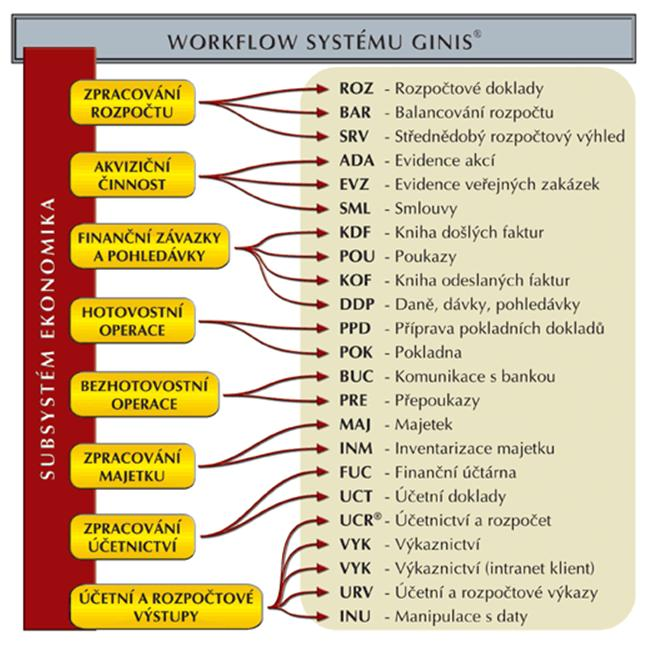 WORKFLOW SYSTÉMU GINIS®
SUBSYSTÉM EKONOMIKA
ZPRACOVÁNÍ
ROZPOČTU
ROZ - Rozpočtové doklady
BAR - Balancování rozpočtu
SRV - Střednědobý rozpočtový výhled
AKVIZIČNÍ
ČINNOST
ADA - Evidence akcí
EVZ - Evidence veřejných zakázek
SML - Smlouvy
FINANČNÍ ZÁVAZKY
A POHLEDÁVKY
KDF - Kniha došlých faktur
POU - Poukazy
KOF - Kniha odeslaných faktur
DDP - Daně, dávky, pohledávky
HOTOVOSTNÍ
OPERACE
PPD - Příprava pokladních dokladů
POK - Pokladna
BEZHOTOVOSTNÍ
OPERACE
BUC - Komunikace s bankou
PRE - Přepoukazy
ZPRACOVÁNÍ
MAJETKU
MAJ - Majetek
INM - Inventarizace majetku
ZPRACOVÁNÍ
ÚČETNICTVÍ
FUC - Finanční účtárna
UCT - Účetní doklady
ÚČETNÍ A ROZPOČTOVÉ
VÝSTUPY
UCR® - Účetnictví a rozpočet
VYK - Výkaznictví
VYK - Výkaznictví (intranet klient)
URV - Účetní a rozpočtové výkazy
INU - Manipulace s daty